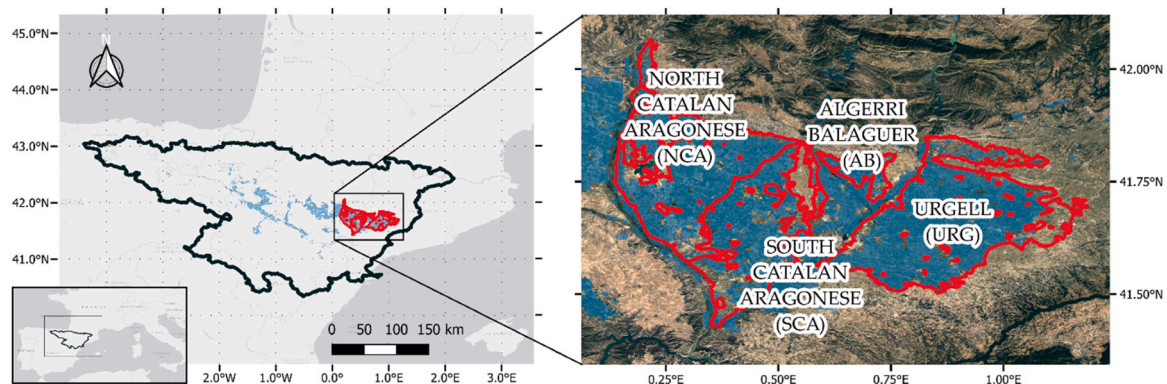 45.0°N
44.0°N
43.0°N
42.0°N
41.0°N
0 50 100 150 km
2.0°W
1.0°W
0.0°
1.0°E
2.0°E
3.0°E
NORTH
CATALAN
ARAGONESE
(NCA)
ALGERRI
BALAGUER
(AB)
URGELL
(URG)
SOUTH
CATALAN
ARAGONESE
(SCA)
42.00°N
41.75°N
41.50°N
0.25°E
0.50°E
0.75°E
1.00°E